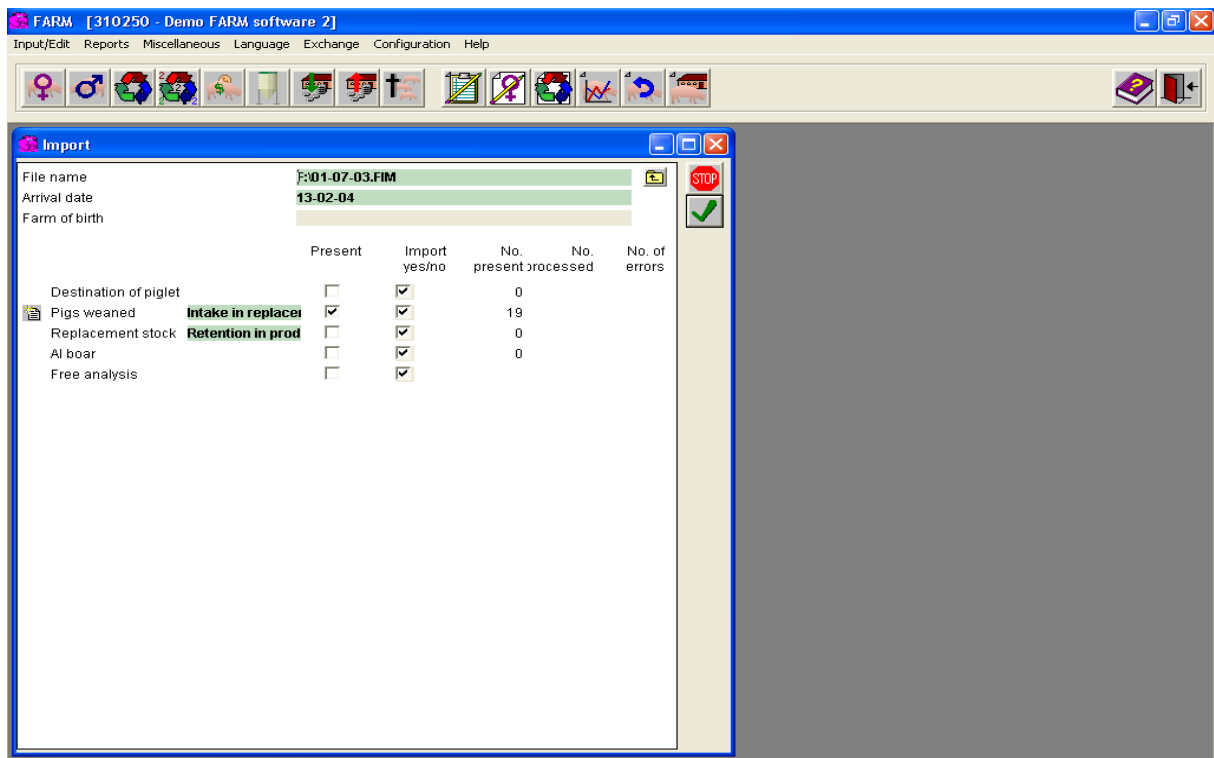 FARM [310250 - Demo FARM software 2]
Input/Edit Reports Miscellaneous Language Exchange Configuration Help
Import
File name F:\01-07-03.FIM
STOP
Arrival date 13-02-04
Farm of birth
Present Import No. No. No. of
yes/no present processed errors
Destination of piglet 0
Pigs weaned Intake in replacer 19
Replacement stock Retention in prod 0
AI boar 0
Free analysis